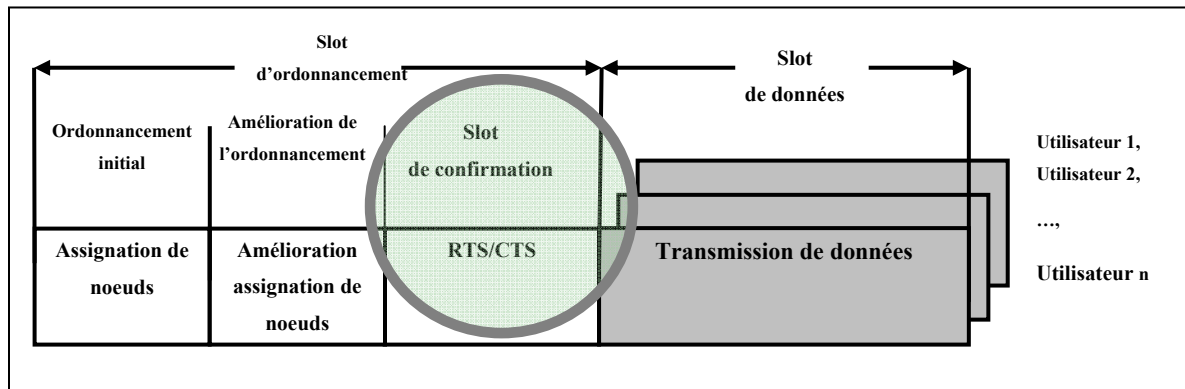 Slot
d'ordonnancement
Slot
de données
Ordonnancement
initial
Amélioration de
l'ordonnancement
Slot
de confirmation
Utilisateur 1,
Utilisateur 2,
…,
Utilisateur n
Assignation de
noeuds
Amélioration
assignation de
noeuds
RTS/CTS
Transmission de données